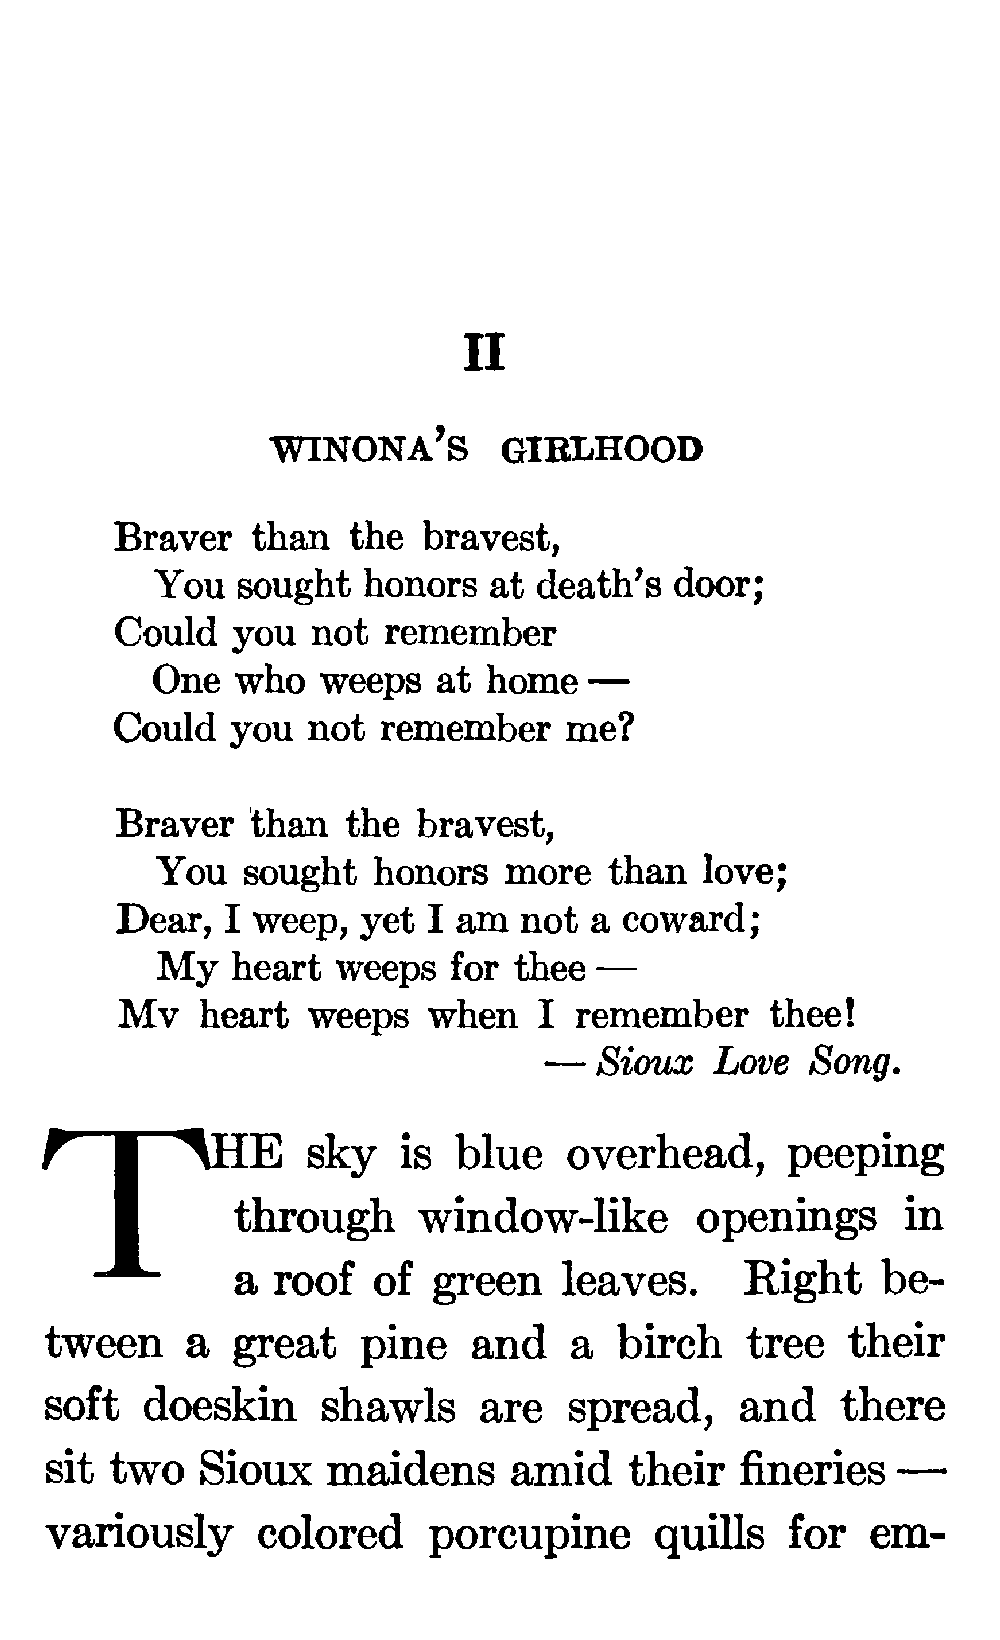 II
WINONA'S GIRLHOOD
Braver than the bravest,
You sought honors at death's door;
Could you not remember
One who weeps at home —
Could you not remember me?
Braver than the bravest,
You sought honors more than love;
Dear, I weep, yet I am not a coward;
My heart weeps for thee —
My heart weeps when I remember thee!
— Sioux Love Song.
THE sky is blue overhead, peeping
through window-like openings in
a roof of green leaves. Right be-
tween a great pine and a birch tree their
soft doeskin shawls are spread, and there
sit two Sioux maidens amid their fineries —
variously colored porcupine quills for em-